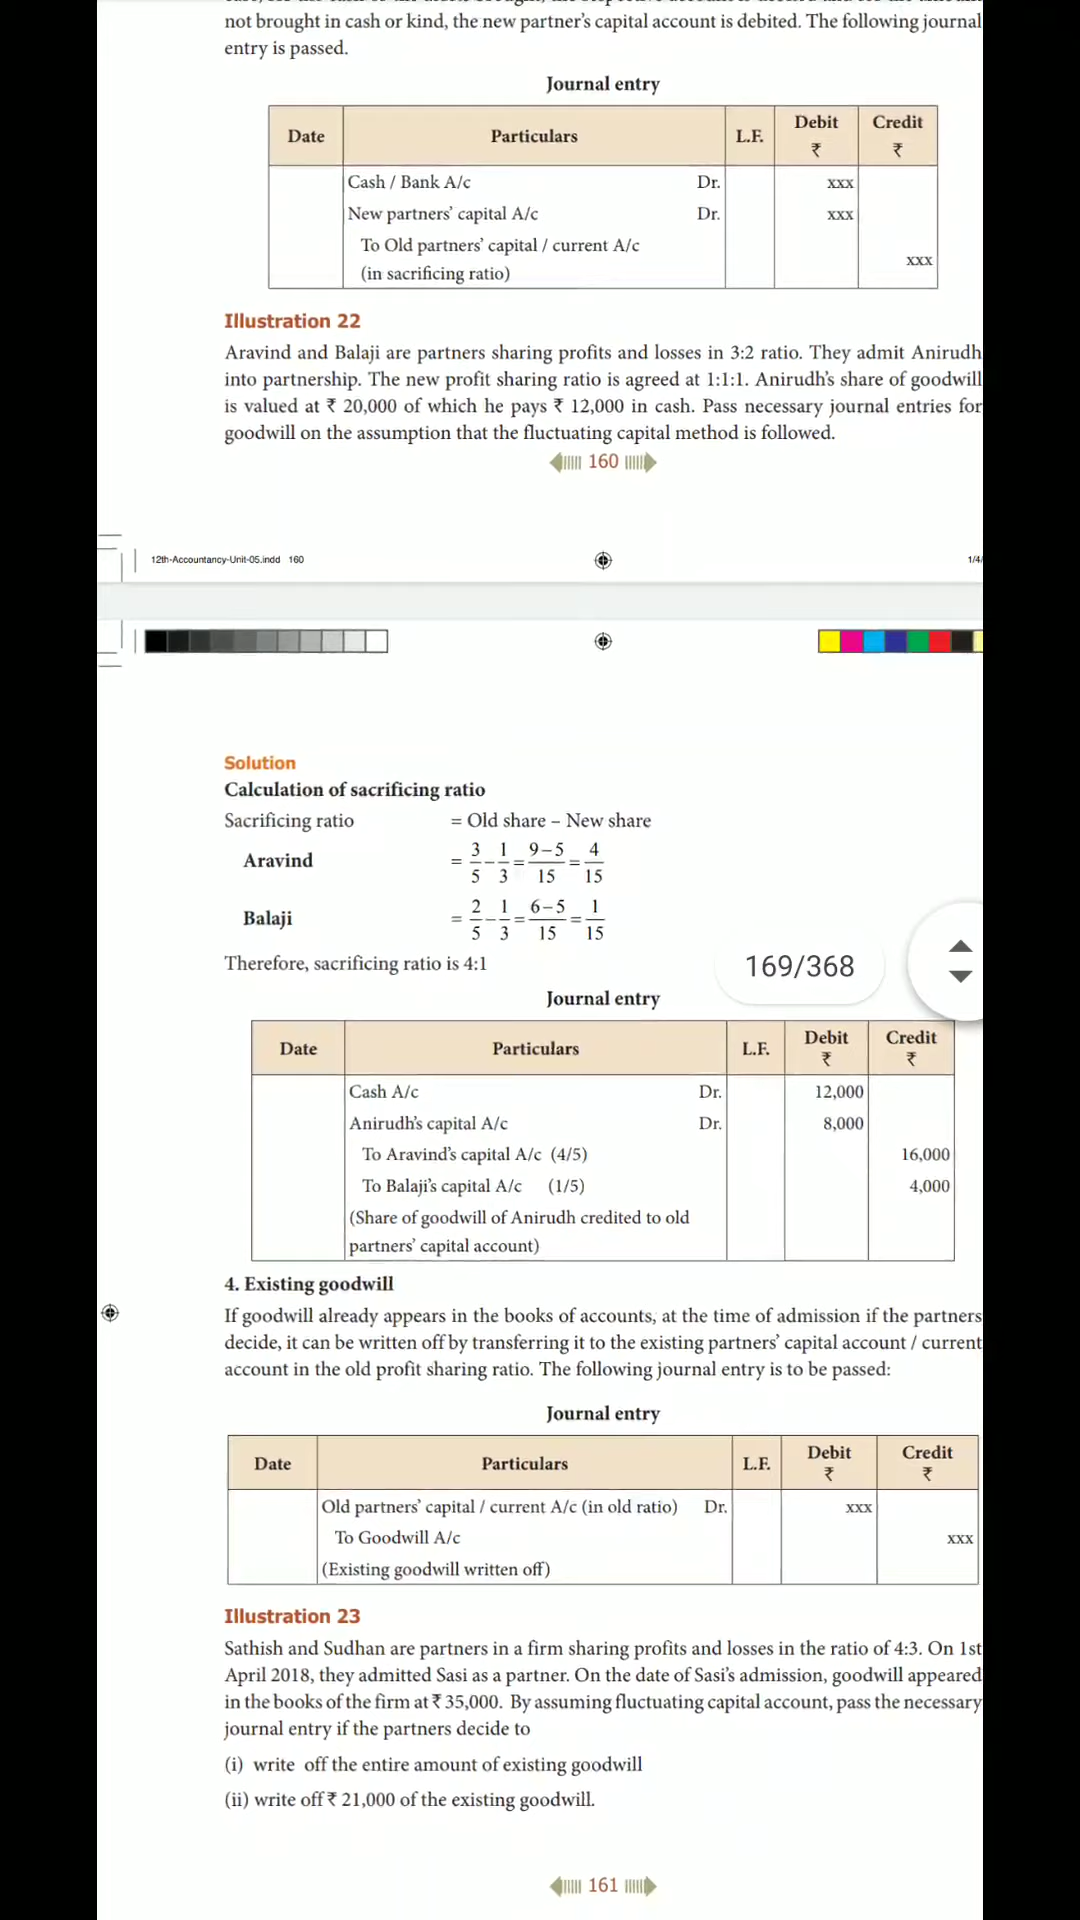 not brought in cash or kind, the new partner's capital account is debited. The following journal
entry is passed.
Journal entry
Date Particulars L.F. Debit ₹ Credit ₹
Cash / Bank A/c Dr. xxx
New partners' capital A/c Dr. xxx
To Old partners' capital / current A/c
(in sacrificing ratio) xxx
Illustration 22
Aravind and Balaji are partners sharing profits and losses in 3:2 ratio. They admit Anirudh
into partnership. The new profit sharing ratio is agreed at 1:1:1. Anirudh's share of goodwill
is valued at ₹ 20,000 of which he pays ₹ 12,000 in cash. Pass necessary journal entries for
goodwill on the assumption that the fluctuating capital method is followed.
160
12th-Accountancy-Unit-05.indd 160 1/4/
Solution
Calculation of sacrificing ratio
Sacrificing ratio = Old share – New share
Aravind = 3/5 – 1/3 = 9–5/15 = 4/15
Balaji = 2/5 – 1/3 = 6–5/15 = 1/15
Therefore, sacrificing ratio is 4:1
169/368
Journal entry
Date Particulars L.F. Debit ₹ Credit ₹
Cash A/c Dr. 12,000
Anirudh's capital A/c Dr. 8,000
To Aravind's capital A/c (4/5) 16,000
To Balaji's capital A/c (1/5) 4,000
(Share of goodwill of Anirudh credited to old
partners' capital account)
4. Existing goodwill
If goodwill already appears in the books of accounts, at the time of admission if the partners
decide, it can be written off by transferring it to the existing partners' capital account / current
account in the old profit sharing ratio. The following journal entry is to be passed:
Journal entry
Date Particulars L.F. Debit ₹ Credit ₹
Old partners' capital / current A/c (in old ratio) Dr. xxx
To Goodwill A/c xxx
(Existing goodwill written off)
Illustration 23
Sathish and Sudhan are partners in a firm sharing profits and losses in the ratio of 4:3. On 1st
April 2018, they admitted Sasi as a partner. On the date of Sasi's admission, goodwill appeared
in the books of the firm at ₹ 35,000. By assuming fluctuating capital account, pass the necessary
journal entry if the partners decide to
(i) write off the entire amount of existing goodwill
(ii) write off ₹ 21,000 of the existing goodwill.
161